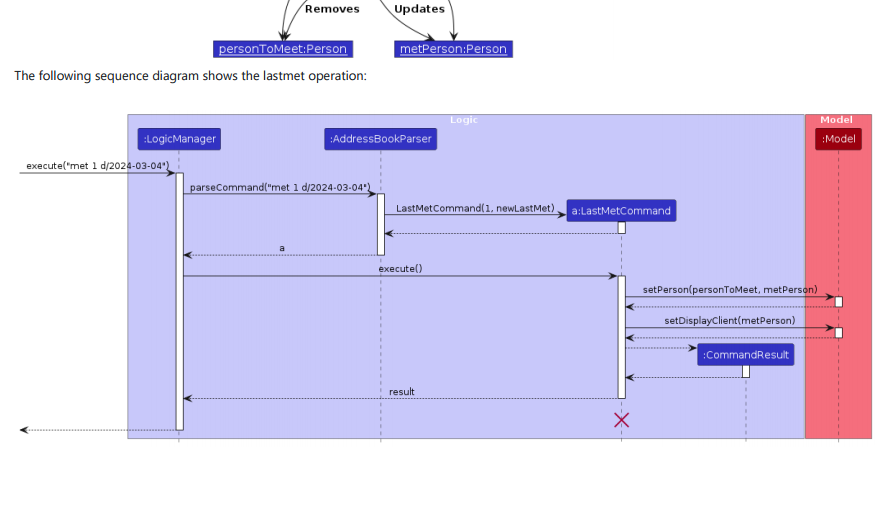 Removes Updates
personToMeet:Person metPerson:Person
The following sequence diagram shows the lastmet operation:
Logic Model
:LogicManager :AddressBookParser :Model
execute("met 1 d/2024-03-04")
parseCommand("met 1 d/2024-03-04")
LastMetCommand(1, newLastMet) a:LastMetCommand
a
execute()
setPerson(personToMeet, metPerson)
setDisplayClient(metPerson)
:CommandResult
result